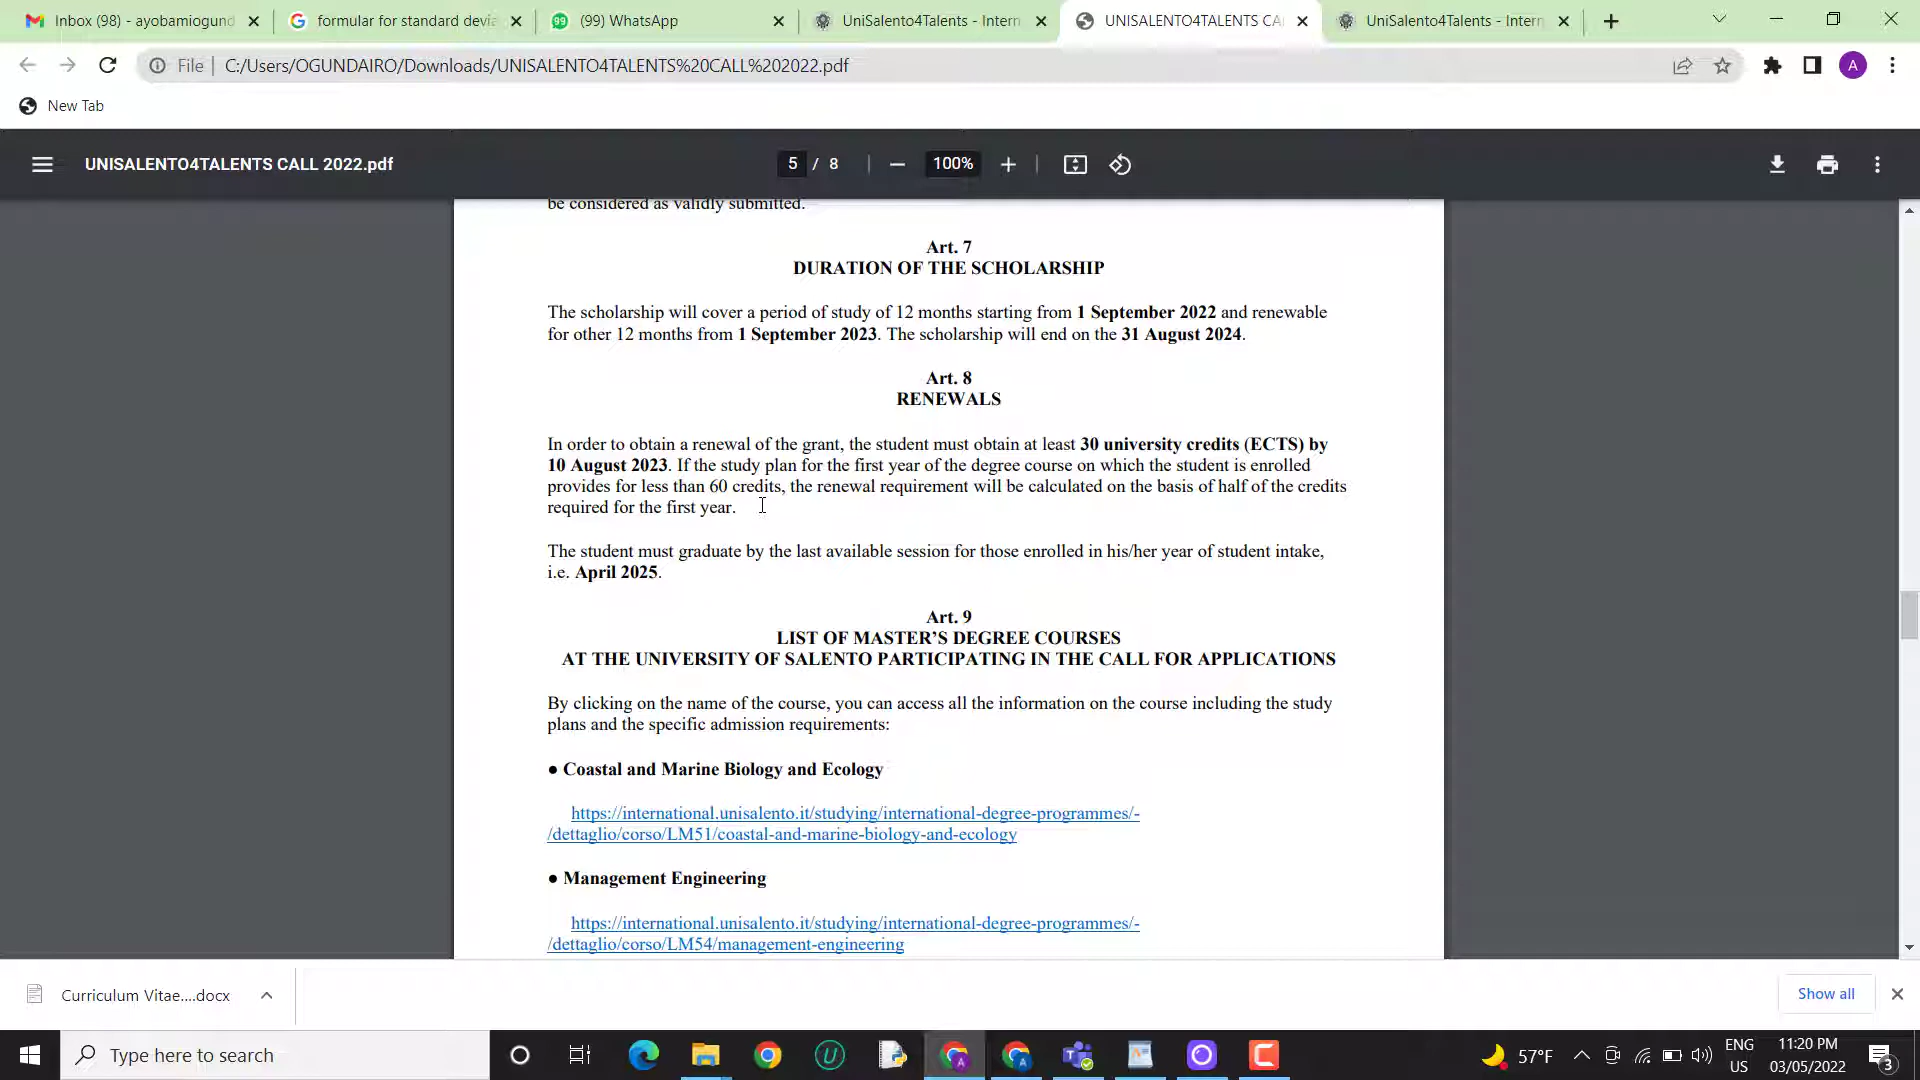 Inbox (98) - ayobamiogund
formular for standard devia
(99) WhatsApp
UniSalento4Talents - Intern
UNISALENTO4TALENTS CA
UniSalento4Talents - Intern
File | C:/Users/OGUNDAIRO/Downloads/UNISALENTO4TALENTS%20CALL%202022.pdf
A
New Tab
UNISALENTO4TALENTS CALL 2022.pdf
5 / 8
100%
be considered as validly submitted.
Art. 7
DURATION OF THE SCHOLARSHIP
The scholarship will cover a period of study of 12 months starting from 1 September 2022 and renewable
for other 12 months from 1 September 2023. The scholarship will end on the 31 August 2024.
Art. 8
RENEWALS
In order to obtain a renewal of the grant, the student must obtain at least 30 university credits (ECTS) by
10 August 2023. If the study plan for the first year of the degree course on which the student is enrolled
provides for less than 60 credits, the renewal requirement will be calculated on the basis of half of the credits
required for the first year.
The student must graduate by the last available session for those enrolled in his/her year of student intake,
i.e. April 2025.
Art. 9
LIST OF MASTER'S DEGREE COURSES
AT THE UNIVERSITY OF SALENTO PARTICIPATING IN THE CALL FOR APPLICATIONS
By clicking on the name of the course, you can access all the information on the course including the study
plans and the specific admission requirements:
● Coastal and Marine Biology and Ecology
https://international.unisalento.it/studying/international-degree-programmes/-
/dettaglio/corso/LM51/coastal-and-marine-biology-and-ecology
● Management Engineering
https://international.unisalento.it/studying/international-degree-programmes/-
/dettaglio/corso/LM54/management-engineering
Curriculum Vitae....docx
Show all
Type here to search
57°F
ENG
US
11:20 PM
03/05/2022
3